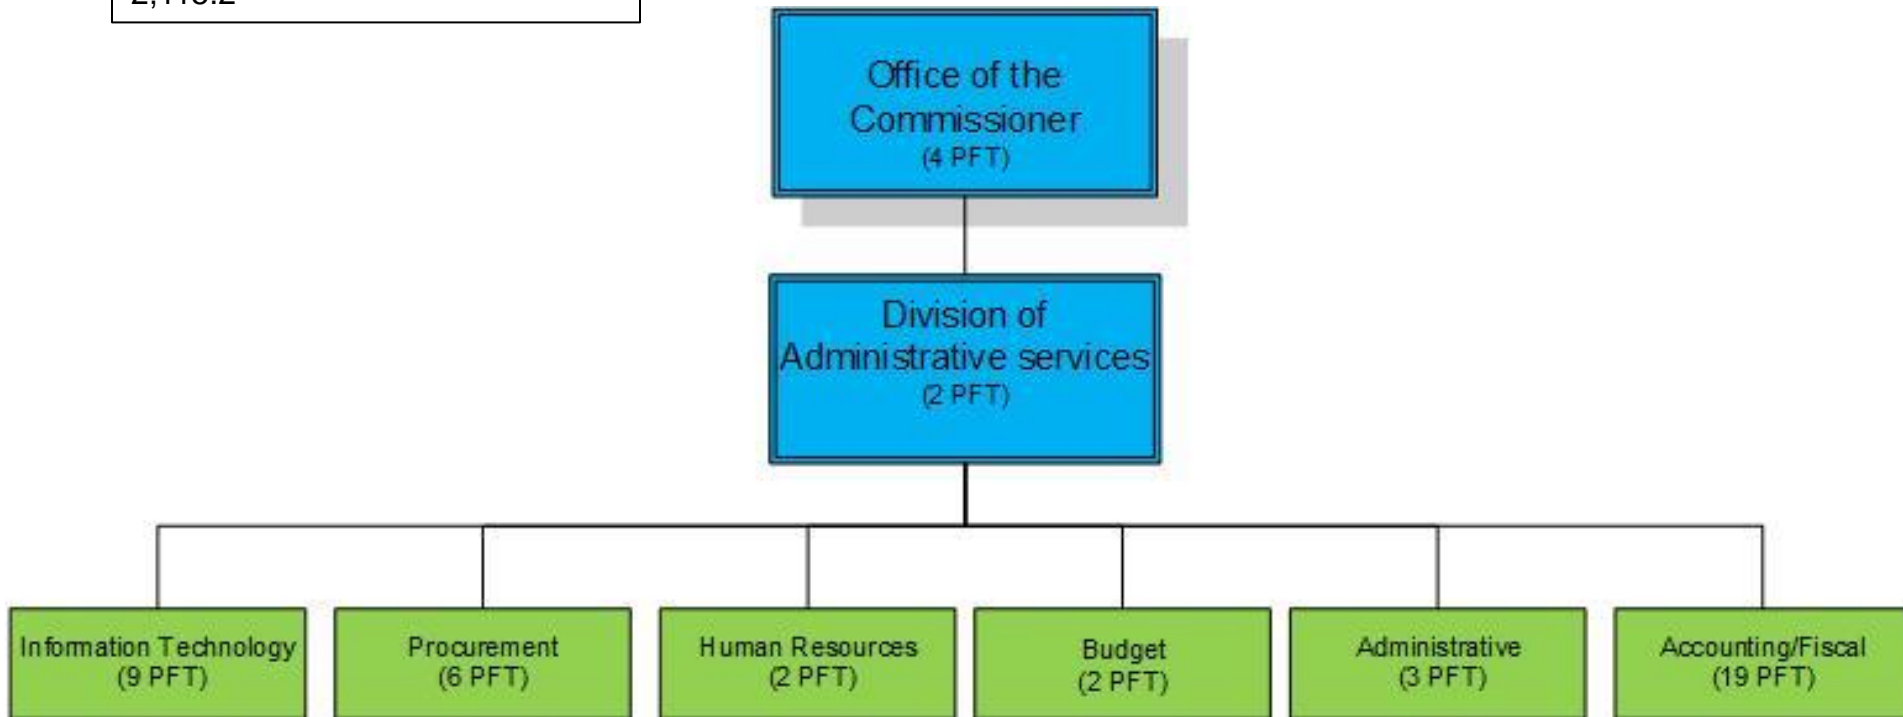 Office of the
Commissioner
(4 PFT)
Division of
Administrative services
(2 PFT)
Information Technology
(9 PFT)
Procurement
(6 PFT)
Human Resources
(2 PFT)
Budget
(2 PFT)
Administrative
(3 PFT)
Accounting/Fiscal
(19 PFT)